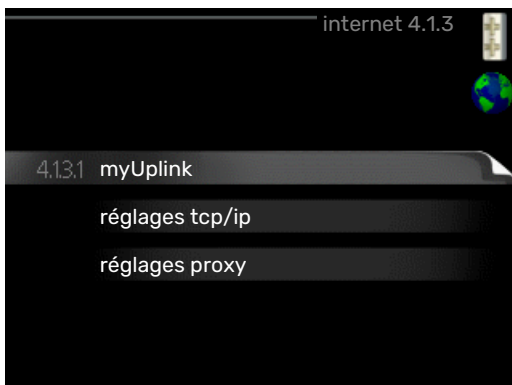 internet 4.1.3
4.1.3.1 myUplink
réglages tcp/ip
réglages proxy